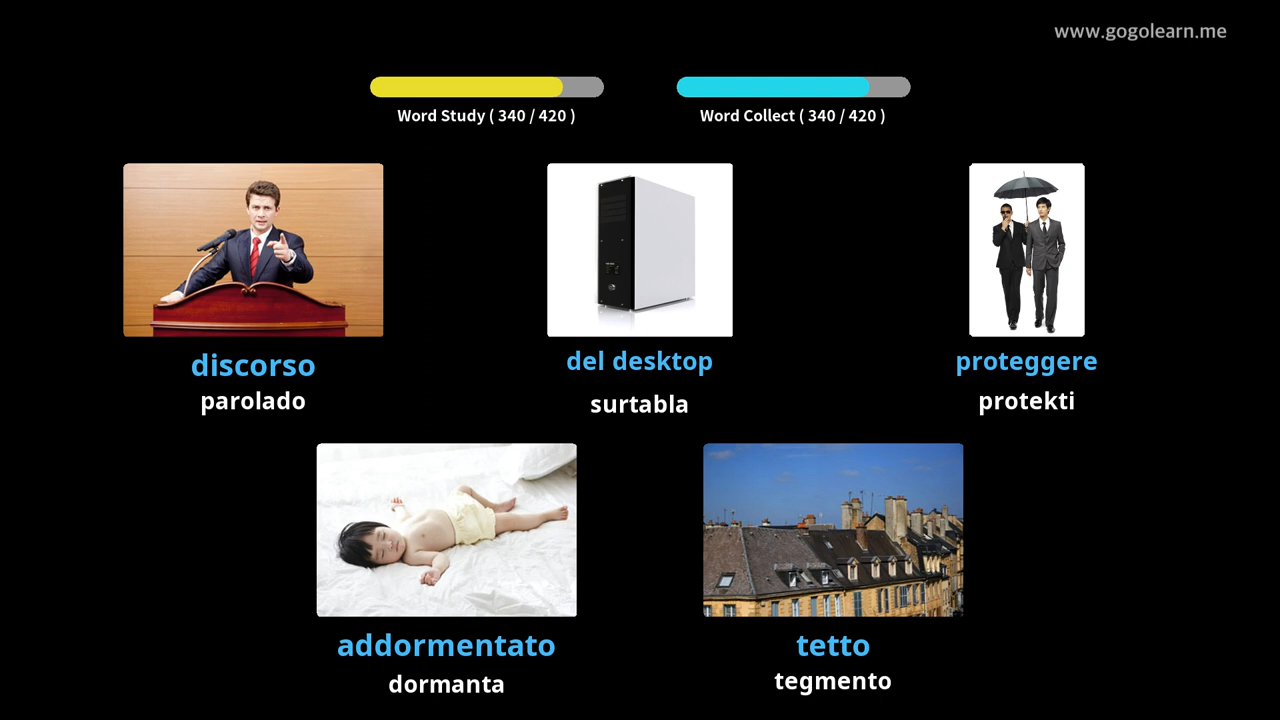 www.gogolearn.me
Word Study ( 340 / 420 )
Word Collect ( 340 / 420 )
discorso
parolado
del desktop
surtabla
proteggere
protekti
addormentato
dormanta
tetto
tegmento